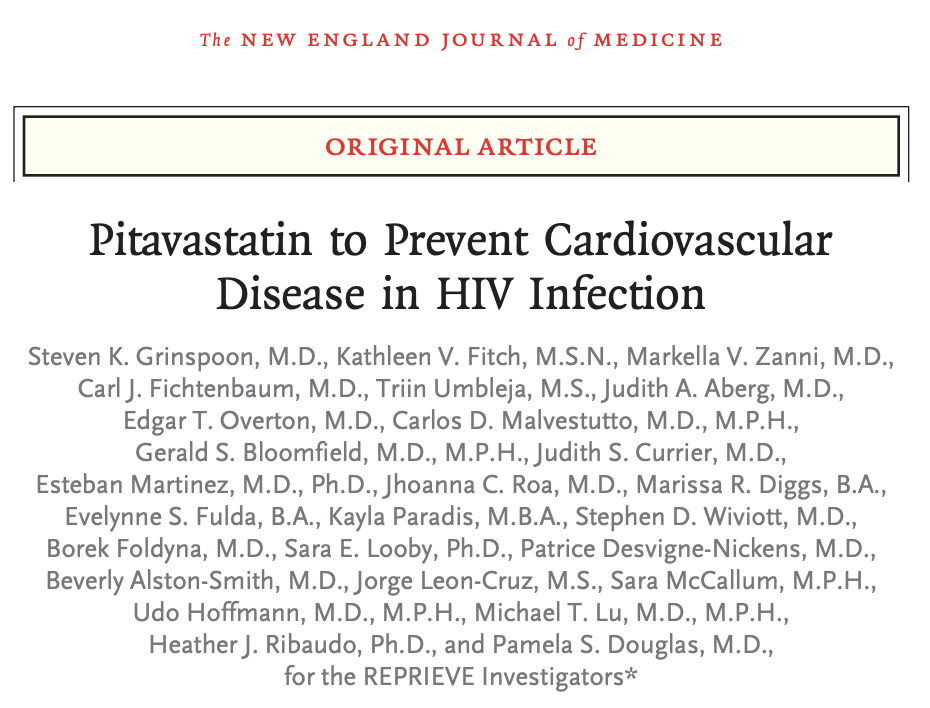 The NEW ENGLAND JOURNAL of MEDICINE
ORIGINAL ARTICLE
Pitavastatin to Prevent Cardiovascular
Disease in HIV Infection
Steven K. Grinspoon, M.D., Kathleen V. Fitch, M.S.N., Markella V. Zanni, M.D.,
Carl J. Fichtenbaum, M.D., Triin Umbleja, M.S., Judith A. Aberg, M.D.,
Edgar T. Overton, M.D., Carlos D. Malvestutto, M.D., M.P.H.,
Gerald S. Bloomfield, M.D., M.P.H., Judith S. Currier, M.D.,
Esteban Martinez, M.D., Ph.D., Jhoanna C. Roa, M.D., Marissa R. Diggs, B.A.,
Evelynne S. Fulda, B.A., Kayla Paradis, M.B.A., Stephen D. Wiviott, M.D.,
Borek Foldyna, M.D., Sara E. Looby, Ph.D., Patrice Desvigne-Nickens, M.D.,
Beverly Alston-Smith, M.D., Jorge Leon-Cruz, M.S., Sara McCallum, M.P.H.,
Udo Hoffmann, M.D., M.P.H., Michael T. Lu, M.D., M.P.H.,
Heather J. Ribaudo, Ph.D., and Pamela S. Douglas, M.D.,
for the REPRIEVE Investigators*